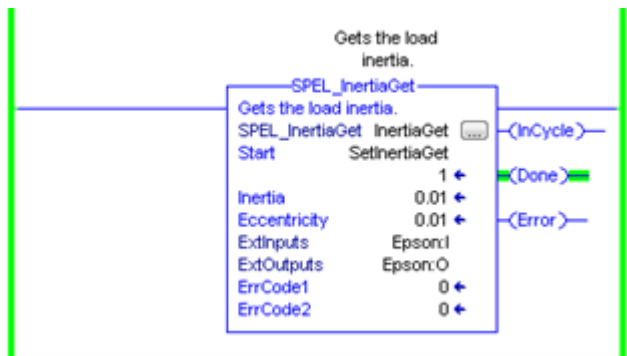 Gets the load
inertia.
SPEL_InertiaGet
Gets the load inertia.
SPEL_InertiaGet InertiaGet ...
(InCycle)
Start SetInertiaGet
1
(Done)
Inertia 0.01
Eccentricity 0.01
(Error)
ExtInputs Epson:I
ExtOutputs Epson:O
ErrCode1 0
ErrCode2 0